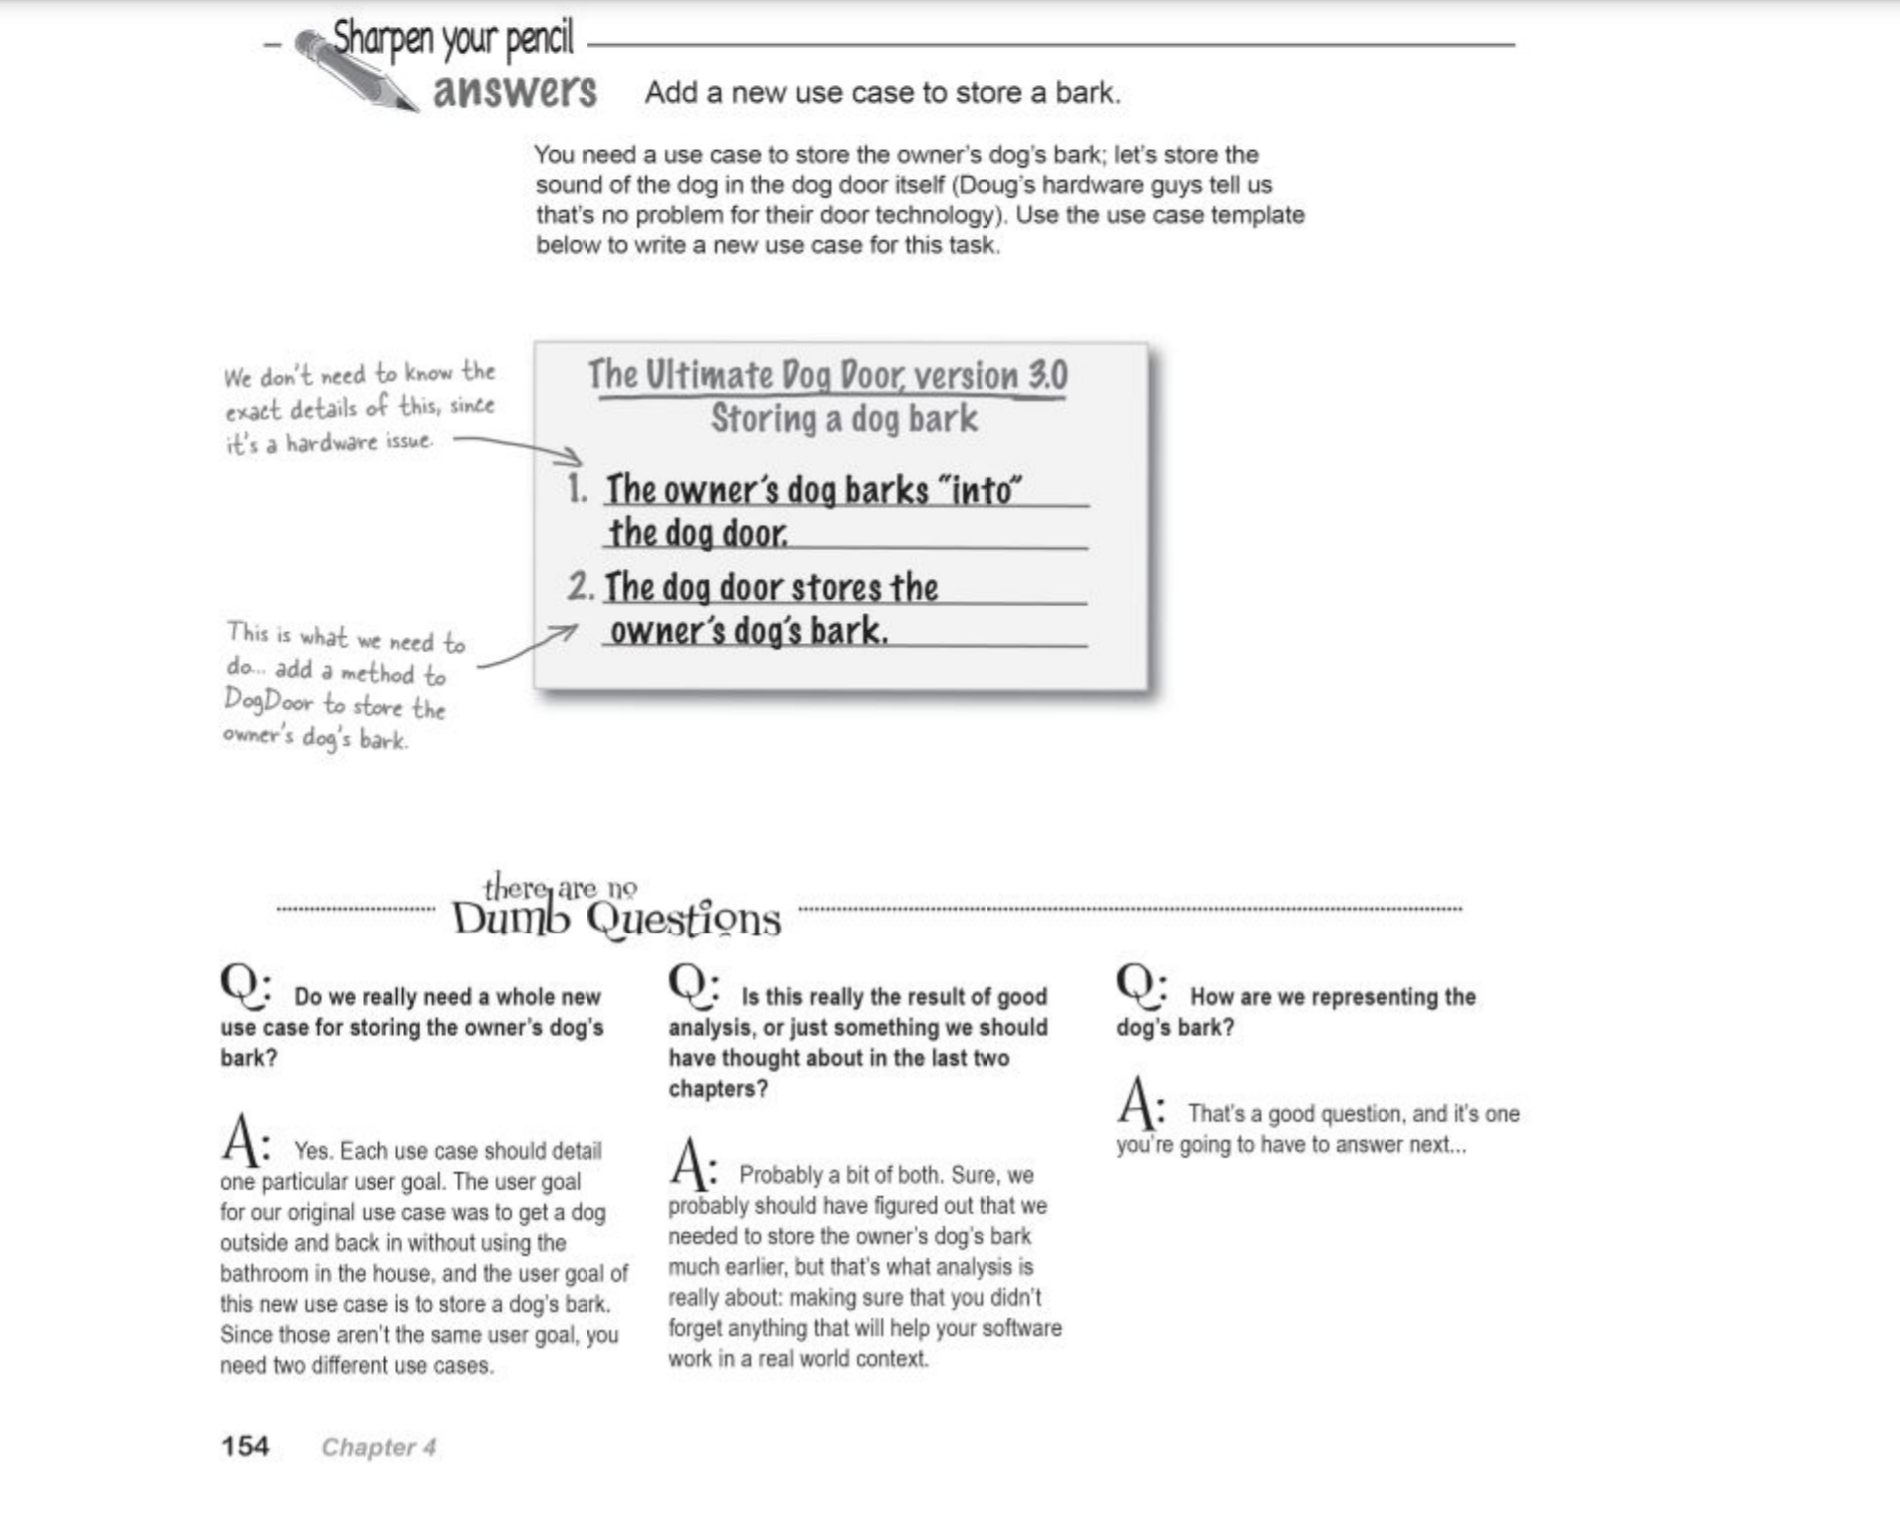 Sharpen your pencil
answers
Add a new use case to store a bark.
You need a use case to store the owner's dog's bark; let's store the
sound of the dog in the dog door itself (Doug's hardware guys tell us
that's no problem for their door technology). Use the use case template
below to write a new use case for this task.
We don't need to know the
exact details of this, since
it's a hardware issue.
The Ultimate Dog Door, version 3.0
Storing a dog bark
1. The owner's dog barks "into"
the dog door.
2. The dog door stores the
owner's dog's bark.
This is what we need to
do... add a method to
DogDoor to store the
owner's dog's bark.
there are no
Dumb Questions
Q: Do we really need a whole new
use case for storing the owner's dog's
bark?
A: Yes. Each use case should detail
one particular user goal. The user goal
for our original use case was to get a dog
outside and back in without using the
bathroom in the house, and the user goal of
this new use case is to store a dog's bark.
Since those aren't the same user goal, you
need two different use cases.
Q: Is this really the result of good
analysis, or just something we should
have thought about in the last two
chapters?
A: Probably a bit of both. Sure, we
probably should have figured out that we
needed to store the owner's dog's bark
much earlier, but that's what analysis is
really about: making sure that you didn't
forget anything that will help your software
work in a real world context.
Q: How are we representing the
dog's bark?
A: That's a good question, and it's one
you're going to have to answer next...
154 Chapter 4